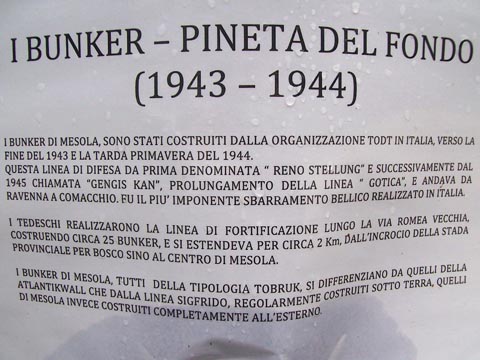 I BUNKER – PINETA DEL FONDO
(1943 – 1944)
I BUNKER DI MESOLA, SONO STATI COSTRUITI DALLA ORGANIZZAZIONE TODT IN ITALIA, VERSO LA
FINE DEL 1943 E LA TARDA PRIMAVERA DEL 1944.
QUESTA LINEA DI DIFESA DA PRIMA DENOMINATA “ RENO STELLUNG” E SUCCESSIVAMENTE DAL
1945 CHIAMATA “GENGIS KAN”, PROLUNGAMENTO DELLA LINEA “ GOTICA”, E ANDAVA DA
RAVENNA A COMACCHIO. FU IL PIU’ IMPONENTE SBARRAMENTO BELLICO REALIZZATO IN ITALIA.
I TEDESCHI REALIZZARONO LA LINEA DI FORTIFICAZIONE LUNGO LA VIA ROMEA VECCHIA,
COSTRUENDO CIRCA 25 BUNKER, E SI ESTENDEVA PER CIRCA 2 Km, DALL’INCROCIO DELLA STADA
PROVINCIALE PER BOSCO SINO AL CENTRO DI MESOLA.
I BUNKER DI MESOLA, TUTTI DELLA TIPOLOGIA TOBRUK, SI DIFFERENZIANO DA QUELLI DELLA
ATLANTIKWALL CHE DALLA LINEA SIGFRIDO, REGOLARMENTE COSTRUITI SOTTO TERRA, QUELLI
DI MESOLA INVECE COSTRUITI COMPLETAMENTE ALL’ESTERNO.